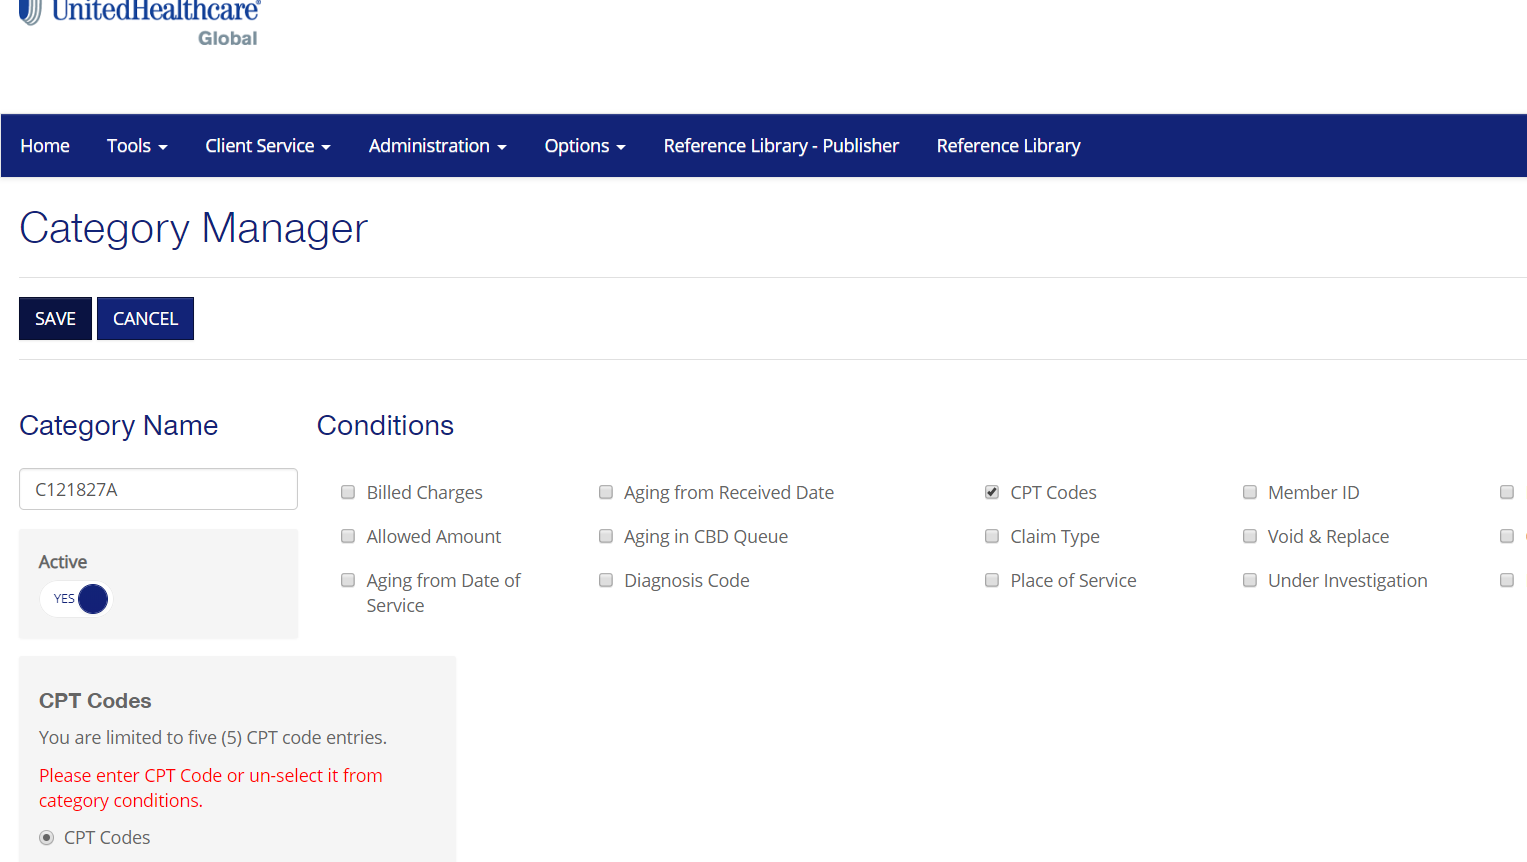 UnitedHealthcare®
Global
Home Tools Client Service Administration Options Reference Library - Publisher Reference Library
Category Manager
SAVE CANCEL
Category Name Conditions
C121827A
Billed Charges Aging from Received Date CPT Codes Member ID
Allowed Amount Aging in CBD Queue Claim Type Void & Replace
Aging from Date of Diagnosis Code Place of Service Under Investigation
Service
Active
YES
CPT Codes
You are limited to five (5) CPT code entries.
Please enter CPT Code or un-select it from
category conditions.
CPT Codes